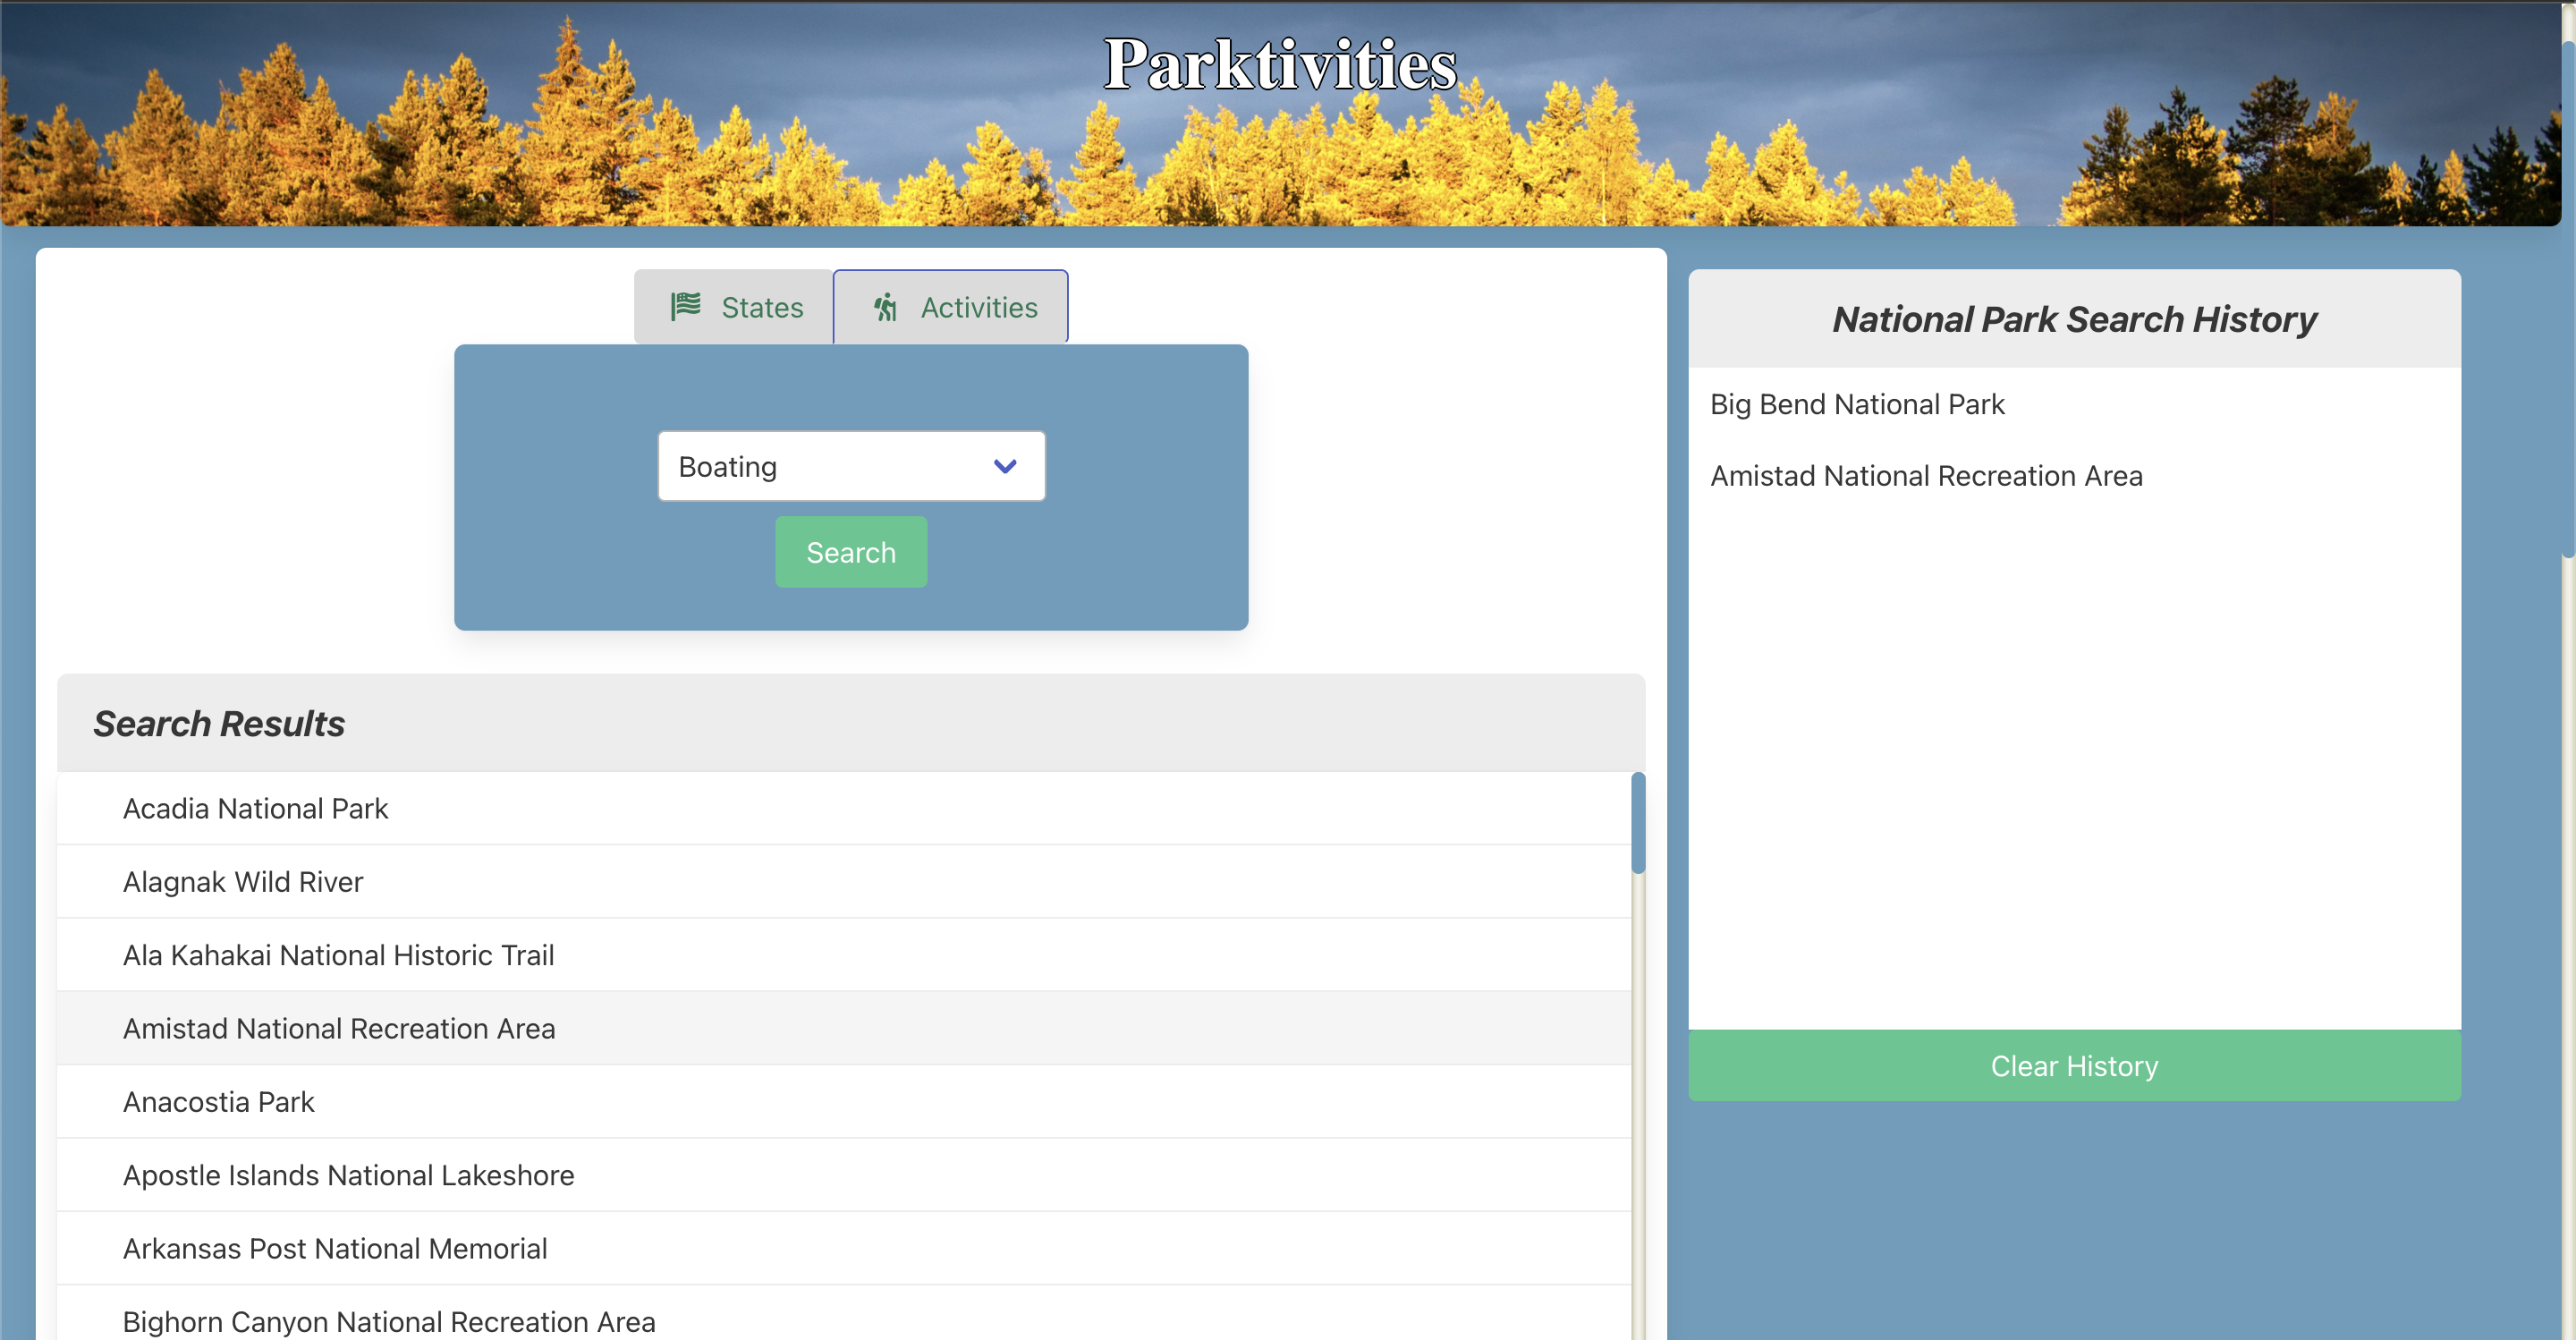 Parktivities
States
Activities
Boating
Search
Search Results
Acadia National Park
Alagnak Wild River
Ala Kahakai National Historic Trail
Amistad National Recreation Area
Anacostia Park
Apostle Islands National Lakeshore
Arkansas Post National Memorial
Bighorn Canyon National Recreation Area
National Park Search History
Big Bend National Park
Amistad National Recreation Area
Clear History